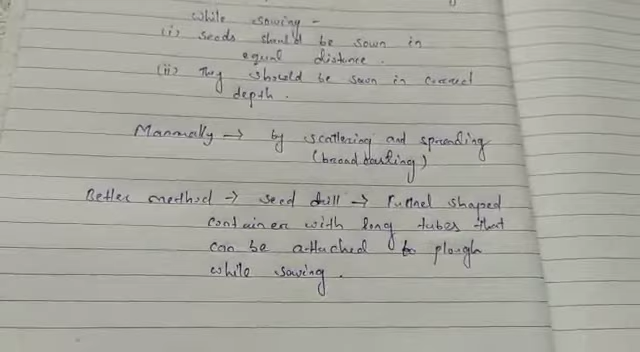 while sowing -
(i) seeds should be sown in
equal distance.
(ii) They should be sown in correct
depth.
Manually → by scattering and spreading
(broadcasting)
Better method → seed drill → Funnel shaped
container with long tubes that
can be attached to plough
while sowing.